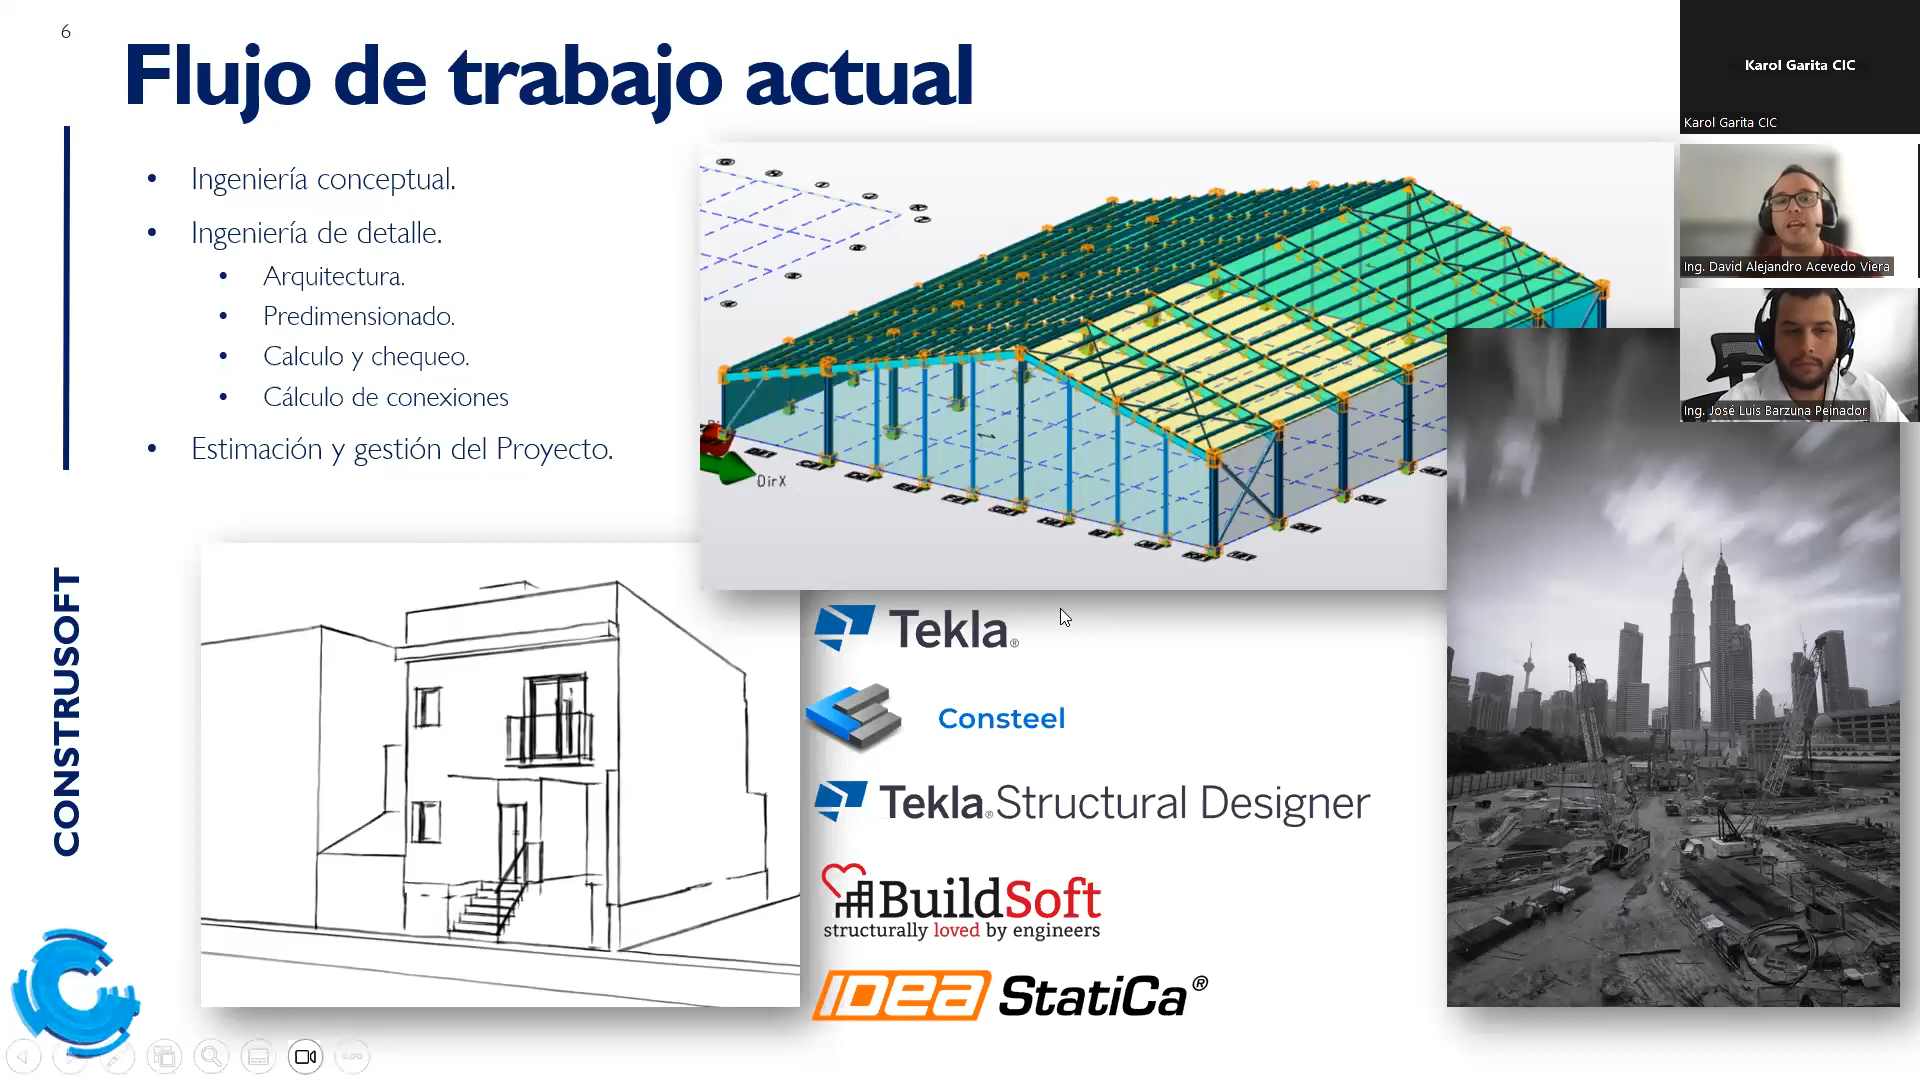 6
Flujo de trabajo actual
• Ingeniería conceptual.
• Ingeniería de detalle.
• Arquitectura.
• Predimensionado.
• Calculo y chequeo.
• Cálculo de conexiones
• Estimación y gestión del Proyecto.
CONSTRUSOFT
DirX
Tekla®
Consteel
Tekla® Structural Designer
BuildSoft
structurally loved by engineers
IDEA StatiCa®
Karol Garita CIC
Karol Garita CIC
Ing. David Alejandro Acevedo Viera
Ing. José Luis Barzuna Peinador